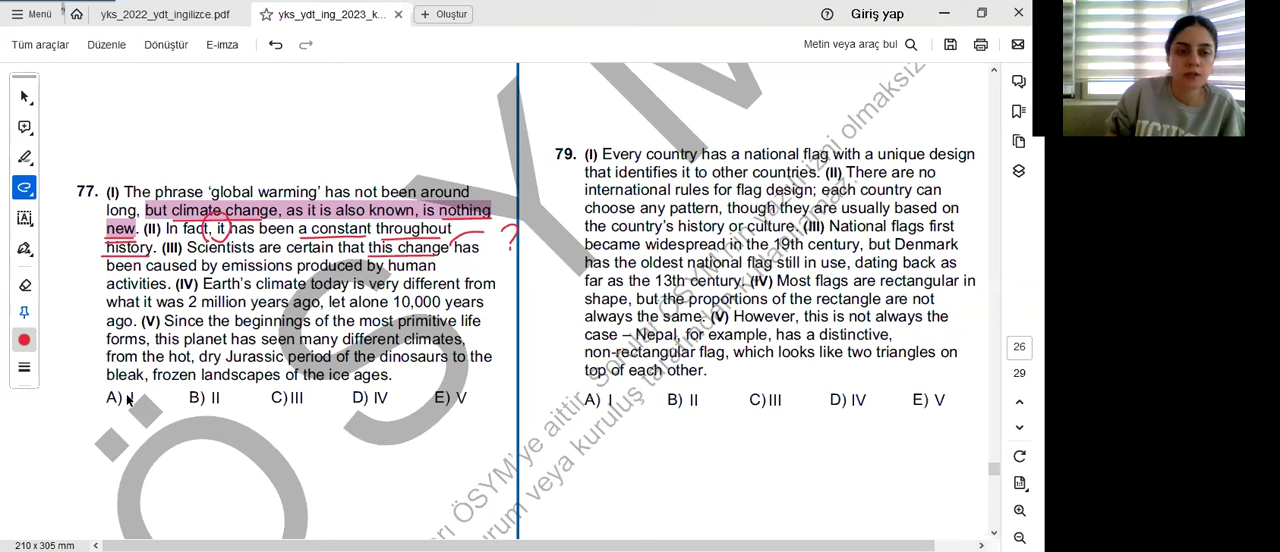 Menü
yks_2022_ydt_ingilizce.pdf
yks_ydt_ing_2023_k...
Oluştur
Giriş yap
Tüm araçlar
Düzenle
Dönüştür
E-imza
Metin veya araç bul
77. (I) The phrase ‘global warming’ has not been around
long, but climate change, as it is also known, is nothing
new. (II) In fact, it has been a constant throughout
history. (III) Scientists are certain that this change has
been caused by emissions produced by human
activities. (IV) Earth’s climate today is very different from
what it was 2 million years ago, let alone 10,000 years
ago. (V) Since the beginnings of the most primitive life
forms, this planet has seen many different climates,
from the hot, dry Jurassic period of the dinosaurs to the
bleak, frozen landscapes of the ice ages.
A) I B) II C) III D) IV E) V
?
79. (I) Every country has a national flag with a unique design
that identifies it to other countries. (II) There are no
international rules for flag design; each country can
choose any pattern, though they are usually based on
the country’s history or culture. (III) National flags first
became widespread in the 19th century, but Denmark
has the oldest national flag still in use, dating back as
far as the 13th century. (IV) Most flags are rectangular in
shape, but the proportions of the rectangle are not
always the same. (V) However, this is not always the
case – Nepal, for example, has a distinctive,
non-rectangular flag, which looks like two triangles on
top of each other.
A) I B) II C) III D) IV E) V
ÖSYM
ÖSYM’ye aittir.
veya kuruluş tarafından kullanılamaz.
izni olmaksız
26
29
210 x 305 mm